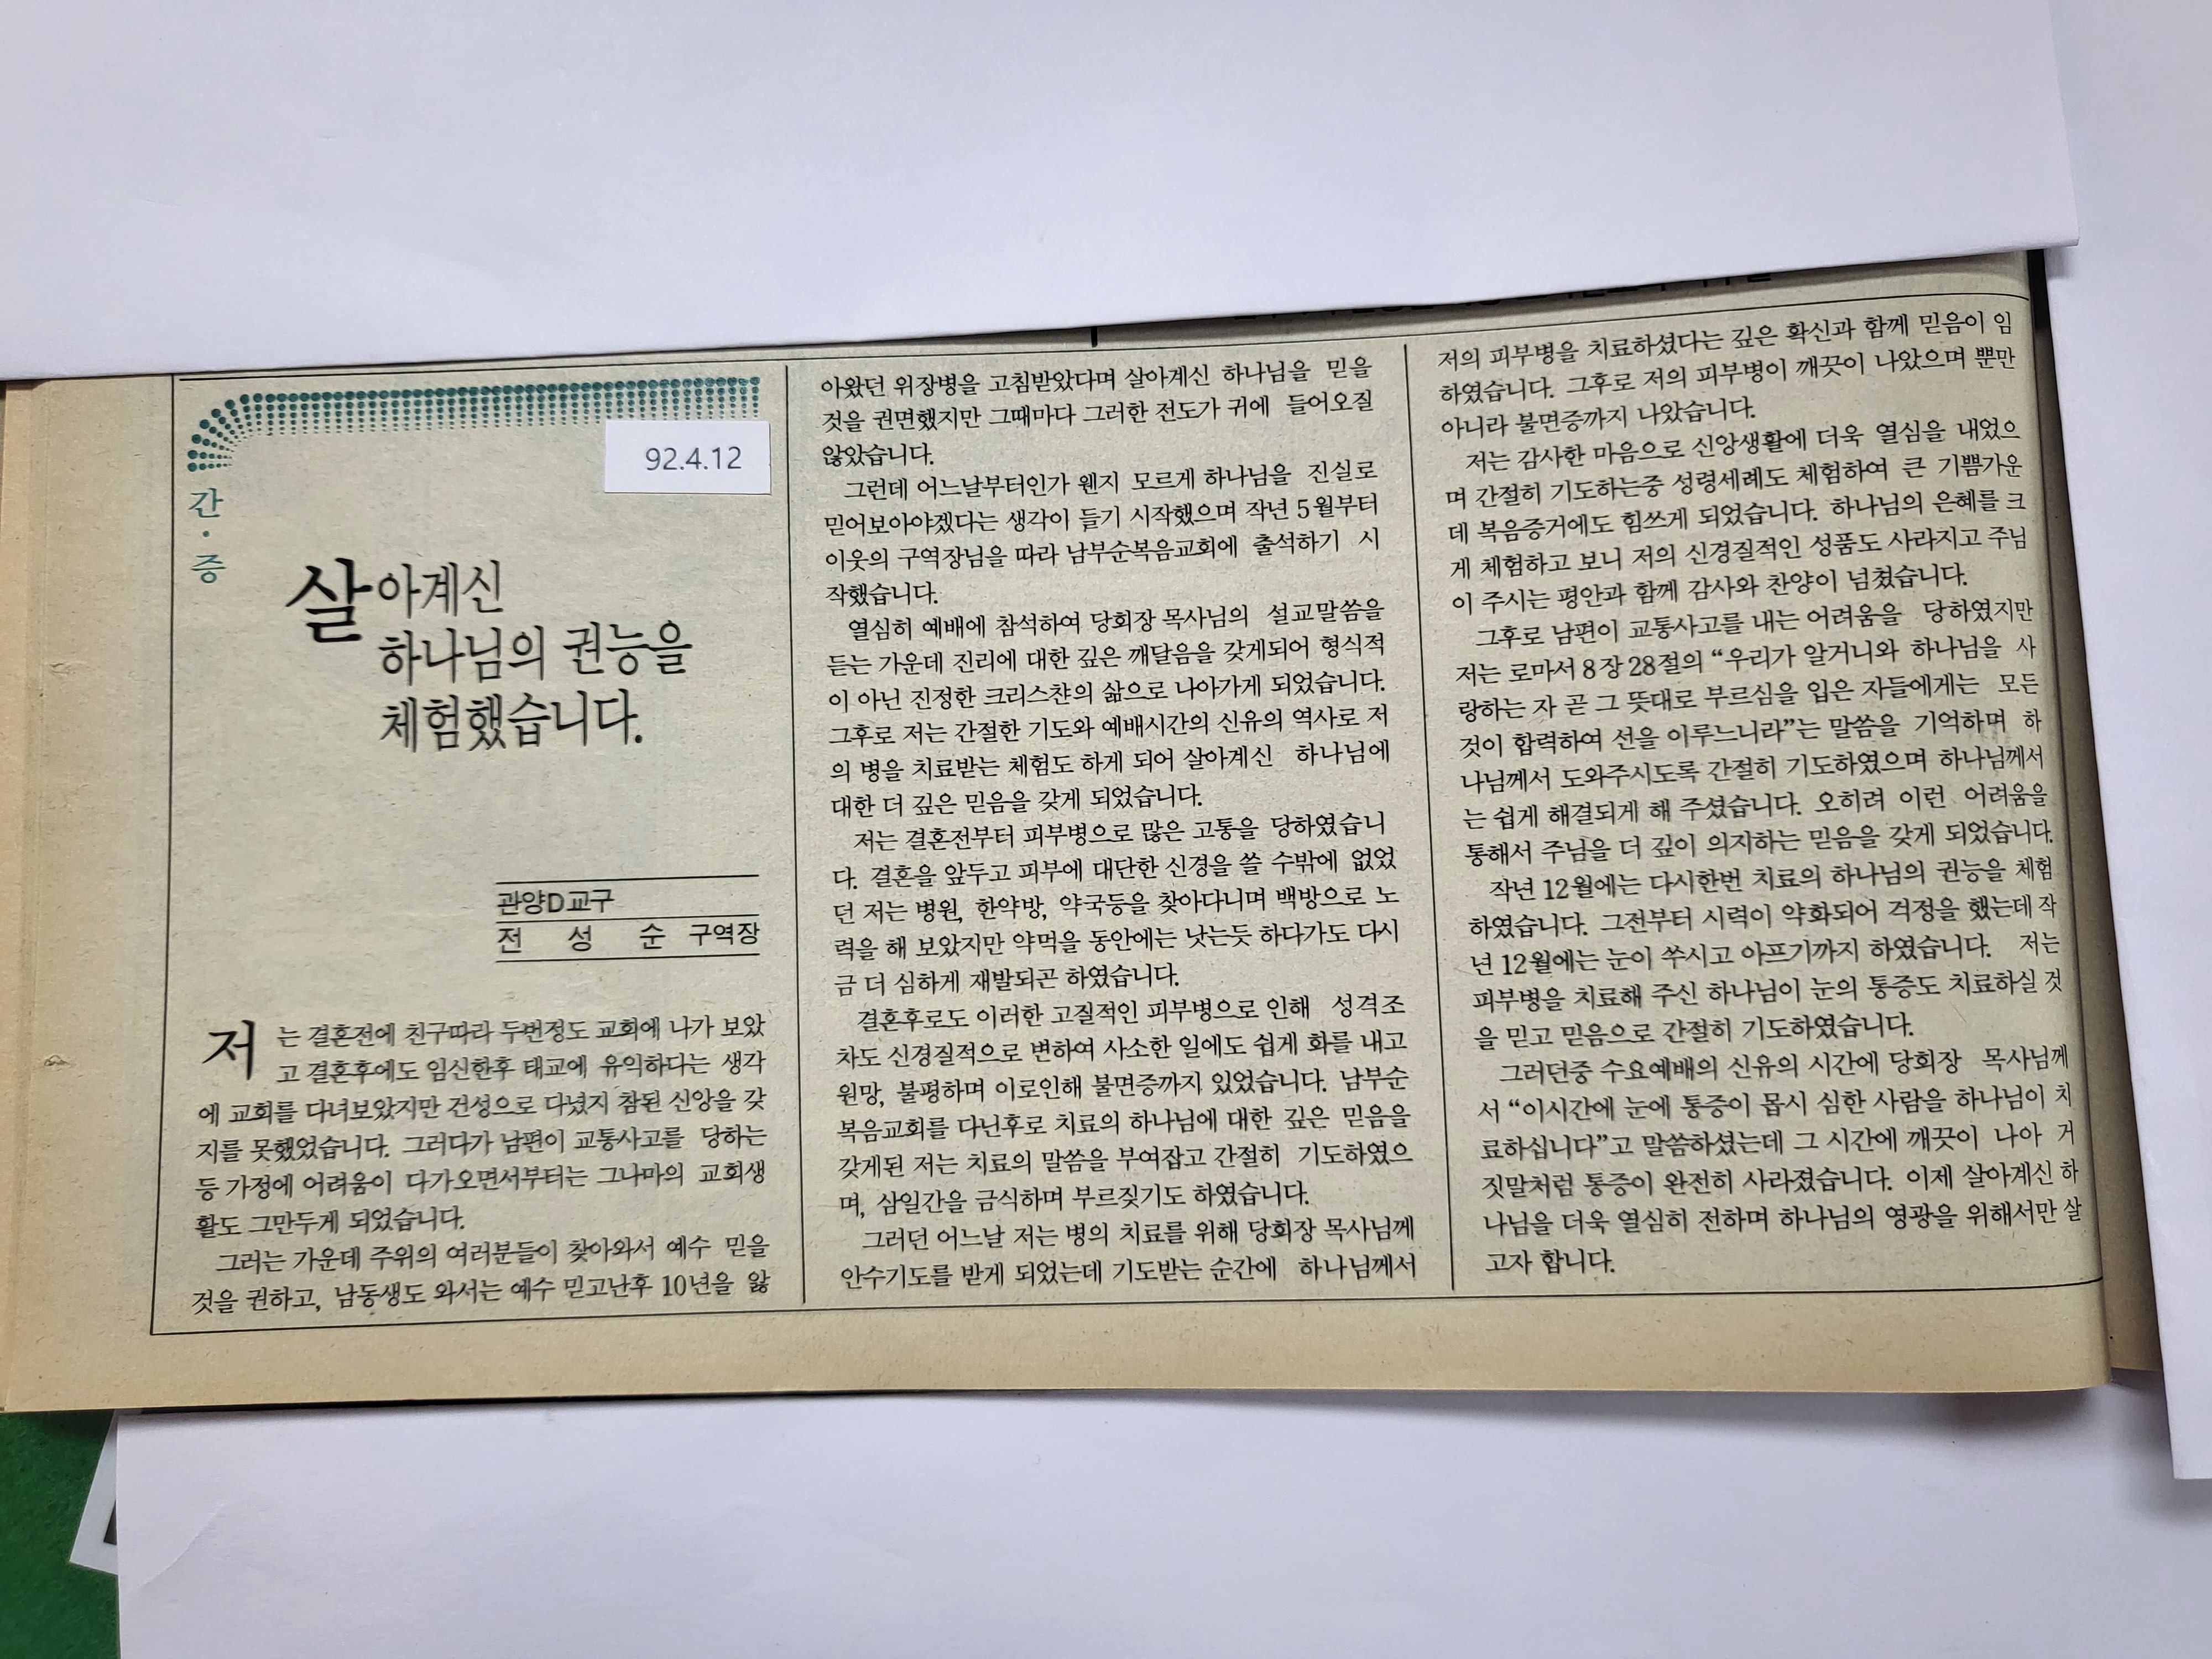 92.4.12
간·증
살아계신
하나님의 권능을
체험했습니다.
관양D교구
전 성 순 구역장
저는 결혼전에 친구따라 두번정도 교회에 나가 보았
고 결혼후에도 임신한후 태교에 유익하다는 생각
에 교회를 다녀보았지만 건성으로 다녔지 참된 신앙을 갖
지를 못했었습니다. 그러다가 남편이 교통사고를 당하는
등 가정에 어려움이 다가오면서부터는 그나마의 교회생
활도 그만두게 되었습니다.
그러는 가운데 주위의 여러분들이 찾아와서 예수 믿을
것을 권하고, 남동생도 와서는 예수 믿고난후 10년을 앓
아왔던 위장병을 고침받았다며 살아계신 하나님을 믿을
것을 권면했지만 그때마다 그러한 전도가 귀에 들어오질
않았습니다.
그런데 어느날부터인가 웬지 모르게 하나님을 진실로
믿어보아야겠다는 생각이 들기 시작했으며 작년 5월부터
이웃의 구역장님을 따라 남부순복음교회에 출석하기 시
작했습니다.
열심히 예배에 참석하여 당회장 목사님의 설교말씀을
듣는 가운데 진리에 대한 깊은 깨달음을 갖게되어 형식적
이 아닌 진정한 크리스챤의 삶으로 나아가게 되었습니다.
그후로 저는 간절한 기도와 예배시간의 신유의 역사로 저
의 병을 치료받는 체험도 하게 되어 살아계신 하나님에
대한 더 깊은 믿음을 갖게 되었습니다.
저는 결혼전부터 피부병으로 많은 고통을 당하였습니
다. 결혼을 앞두고 피부에 대단한 신경을 쓸 수밖에 없었
던 저는 병원, 한약방, 약국등을 찾아다니며 백방으로 노
력을 해 보았지만 약먹을 동안에는 낫는듯 하다가도 다시
금 더 심하게 재발되곤 하였습니다.
결혼후로도 이러한 고질적인 피부병으로 인해 성격조
차도 신경질적으로 변하여 사소한 일에도 쉽게 화를 내고
원망, 불평하며 이로인해 불면증까지 있었습니다. 남부순
복음교회를 다닌후로 치료의 하나님에 대한 깊은 믿음을
갖게된 저는 치료의 말씀을 부여잡고 간절히 기도하였으
며, 삼일간을 금식하며 부르짖기도 하였습니다.
그러던 어느날 저는 병의 치료를 위해 당회장 목사님께
안수기도를 받게 되었는데 기도받는 순간에 하나님께서
저의 피부병을 치료하셨다는 깊은 확신과 함께 믿음이 임
하였습니다. 그후로 저의 피부병이 깨끗이 나았으며 뿐만
아니라 불면증까지 나았습니다.
저는 감사한 마음으로 신앙생활에 더욱 열심을 내었으
며 간절히 기도하는중 성령세례도 체험하여 큰 기쁨가운
데 복음증거에도 힘쓰게 되었습니다. 하나님의 은혜를 크
게 체험하고 보니 저의 신경질적인 성품도 사라지고 주님
이 주시는 평안과 함께 감사와 찬양이 넘쳤습니다.
그후로 남편이 교통사고를 내는 어려움을 당하였지만
저는 로마서 8장 28절의 “우리가 알거니와 하나님을 사
랑하는 자 곧 그 뜻대로 부르심을 입은 자들에게는 모든
것이 합력하여 선을 이루느니라”는 말씀을 기억하며 하
나님께서 도와주시도록 간절히 기도하였으며 하나님께서
는 쉽게 해결되게 해 주셨습니다. 오히려 이런 어려움을
통해서 주님을 더 깊이 의지하는 믿음을 갖게 되었습니다.
작년 12월에는 다시한번 치료의 하나님의 권능을 체험
하였습니다. 그전부터 시력이 약화되어 걱정을 했는데 작
년 12월에는 눈이 쑤시고 아프기까지 하였습니다. 저는
피부병을 치료해 주신 하나님이 눈의 통증도 치료하실 것
을 믿고 믿음으로 간절히 기도하였습니다.
그러던중 수요예배의 신유의 시간에 당회장 목사님께
서 “이시간에 눈에 통증이 몹시 심한 사람을 하나님이 치
료하십니다”고 말씀하셨는데 그 시간에 깨끗이 나아 거
짓말처럼 통증이 완전히 사라졌습니다. 이제 살아계신 하
나님을 더욱 열심히 전하며 하나님의 영광을 위해서만 살
고자 합니다.